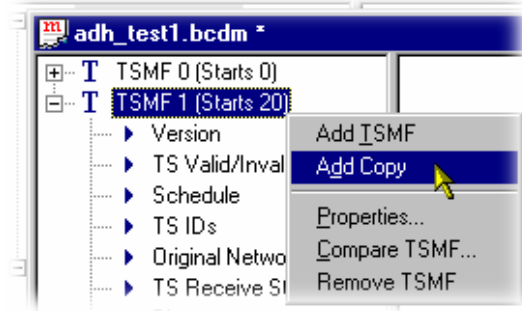 adh_test1.bcdm *
T TSMF 0 (Starts 0)
T TSMF 1 (Starts 20)
Version
TS Valid/Inval
Schedule
TS IDs
Original Netwo
TS Receive
Add TSMF
Add Copy
Properties...
Compare TSMF...
Remove TSMF